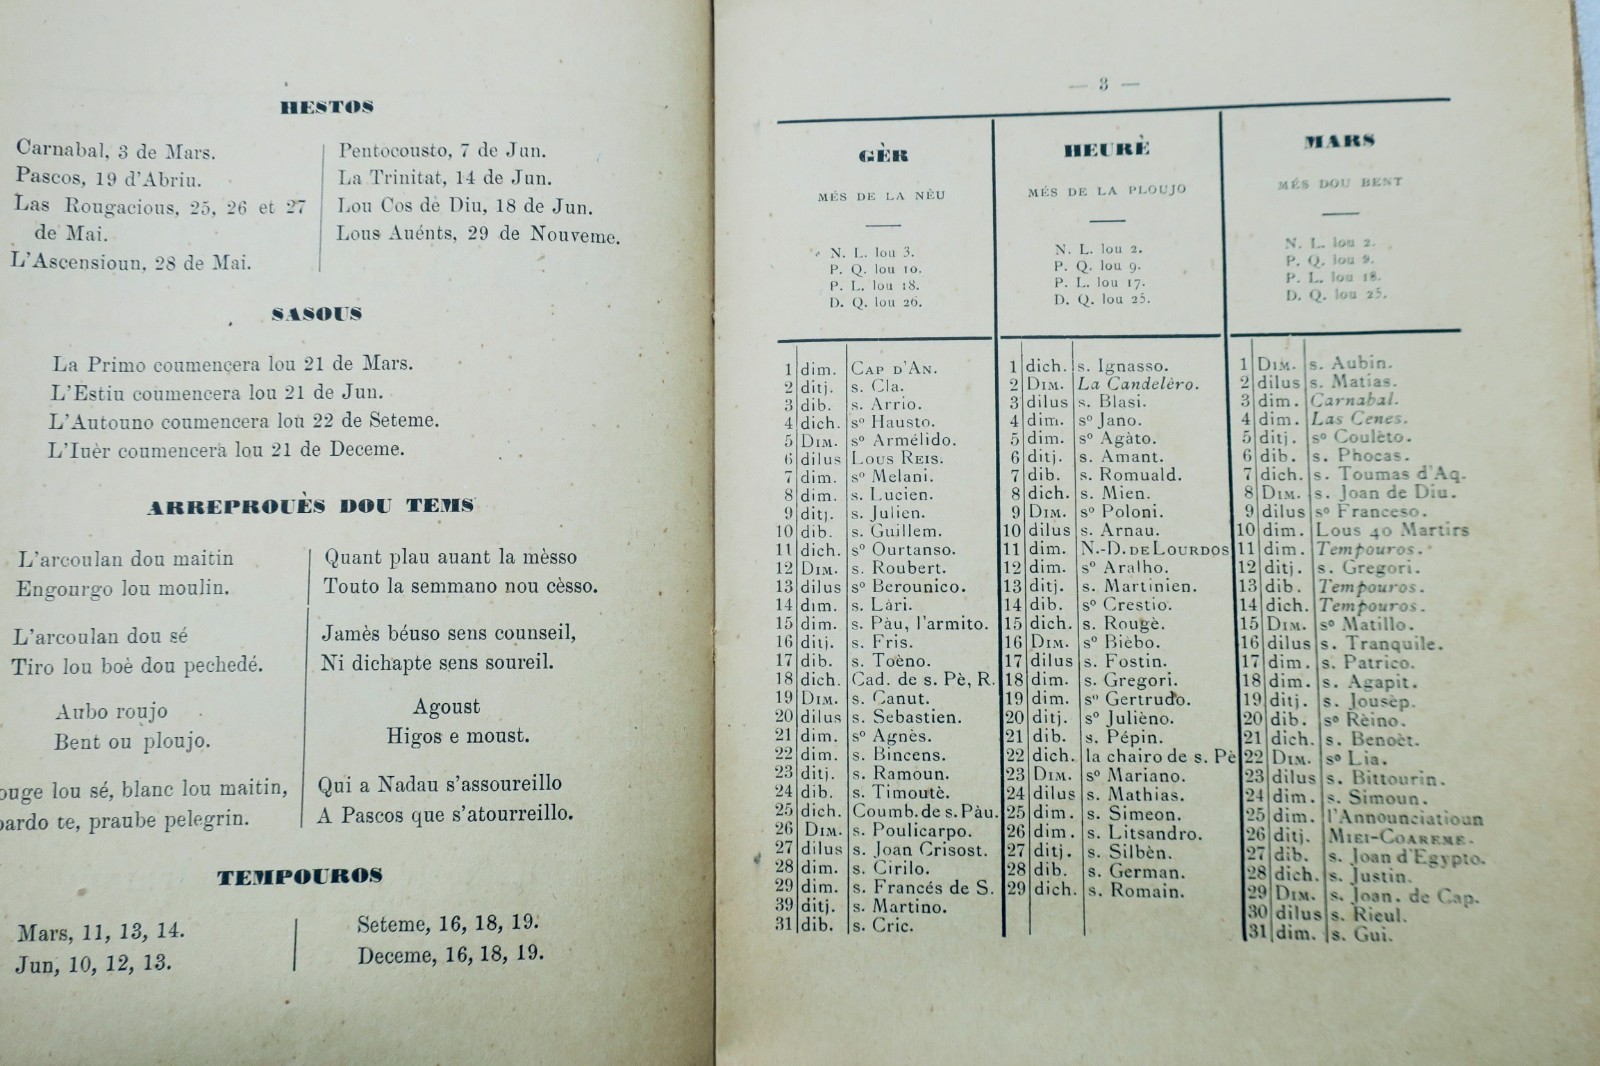 HESTOS
Carnabal, 3 de Mars.
Pascos, 19 d'Abriu.
Las Rougacious, 25, 26 et 27
de Mai.
L'Ascensioun, 28 de Mai.
Pentocousto, 7 de Jun.
La Trinitat, 14 de Jun.
Lou Cos de Diu, 18 de Jun.
Lous Auénts, 29 de Nouveme.
SASOUS
La Primo coumencera lou 21 de Mars.
L'Estiu coumencera lou 21 de Jun.
L'Autouno coumencera lou 22 de Seteme.
L'Iuèr coumencera lou 21 de Deceme.
ARREPROUÈS DOU TEMS
L'arcoulan dou maitin
Engourgo lou moulin.
L'arcoulan dou sé
Tiro lou boè dou pechedé.
Aubo roujo
Bent ou ploujo.
ouge lou sé, blanc lou maitin,
pardo te, praube pelegrin.
Quant plau auant la mèsso
Touto la semmano nou cèsso.
Jamès béuso sens counseil,
Ni dichapte sens soureil.
Agoust
Higos e moust.
Qui a Nadau s'assoureillo
A Pascos que s'atourreillo.
TEMPOUROS
Mars, 11, 13, 14.
Jun, 10, 12, 13.
Seteme, 16, 18, 19.
Deceme, 16, 18, 19.
— 3 —
GÈR
MÉS DE LA NÈU
N. L. lou 3.
P. Q. lou 10.
P. L. lou 18.
D. Q. lou 26.
1 dim. CAP D'AN.
2 ditj. s. Cla.
3 dib. s. Arrio.
4 dich. sº Hausto.
5 DIM. sº Armélido.
6 dilus LOUS REIS.
7 dim. sº Melani.
8 dim. s. Lucien.
9 ditj. s. Julien.
10 dib. s. Guillem.
11 dich. sº Ourtanso.
12 DIM. s. Roubert.
13 dilus sº Berounico.
14 dim. s. Làri.
15 dim. s. Pàu, l'armito.
16 ditj. s. Fris.
17 dib. s. Toèno.
18 dich. Cad. de s. Pè, R.
19 DIM. s. Canut.
20 dilus s. Sebastien.
21 dim. sº Agnès.
22 dim. s. Bincens.
23 ditj. s. Ramoun.
24 dib. s. Timoutè.
25 dich. Coumb. de s. Pàu.
26 DIM. s. Poulicarpo.
27 dilus s. Joan Crisost.
28 dim. s. Cirilo.
29 dim. s. Francés de S.
39 ditj. s. Martino.
31 dib. s. Cric.
HEURÈ
MÉS DE LA PLOUJO
N. L. lou 2.
P. Q. lou 9.
P. L. lou 17.
D. Q. lou 25.
1 dich. s. Ignasso.
2 DIM. La Candelèro.
3 dilus s. Blasi.
4 dim. sº Jano.
5 dim. sº Agàto.
6 ditj. s. Amant.
7 dib. s. Romuald.
8 dich. s. Mien.
9 DIM. sº Poloni.
10 dilus s. Arnau.
11 dim. N.-D. DE LOURDOS
12 dim. sº Aralho.
13 ditj. s. Martinien.
14 dib. sº Crestio.
15 dich. s. Rougè.
16 DIM. sº Bièbo.
17 dilus s. Fostin.
18 dim. s. Gregori.
19 dim. sº Gertrudo.
20 ditj. sº Julièno.
21 dib. s. Pépin.
22 dich. la chairo de s. Pè
23 DIM. sº Mariano.
24 dilus s. Mathias.
25 dim. s. Simeon.
26 dim. s. Litsandro.
27 ditj. s. Silbèn.
28 dib. s. German.
29 dich. s. Romain.
MARS
MÉS DOU BENT
N. L. lou 2.
P. Q. lou 9.
P. L. lou 18.
D. Q. lou 25.
1 DIM. s. Aubin.
2 dilus s. Matias.
3 dim. Carnabal.
4 dim. Las Cenes.
5 ditj. sº Coulèto.
6 dib. s. Phocas.
7 dich. s. Toumas d'Aq.
8 DIM. s. Joan de Diu.
9 dilus sº Franceso.
10 dim. Lous 40 Martirs
11 dim. Tempouros.
12 ditj. s. Gregori.
13 dib. Tempouros.
14 dich. Tempouros.
15 DIM. sº Matillo.
16 dilus s. Tranquile.
17 dim. s. Patrico.
18 dim. s. Agapit.
19 ditj. s. Jousèp.
20 dib. sº Rèino.
21 dich. s. Benoèt.
22 DIM. sº Lia.
23 dilus s. Bittourin.
24 dim. s. Simoun.
25 dim. l'Announciatioun
26 ditj. MIEI-COAREME.
27 dib. s. Joan d'Egypto.
28 dich. s. Justin.
29 DIM. s. Joan. de Cap.
30 dilus s. Rieul.
31 dim. s. Gui.